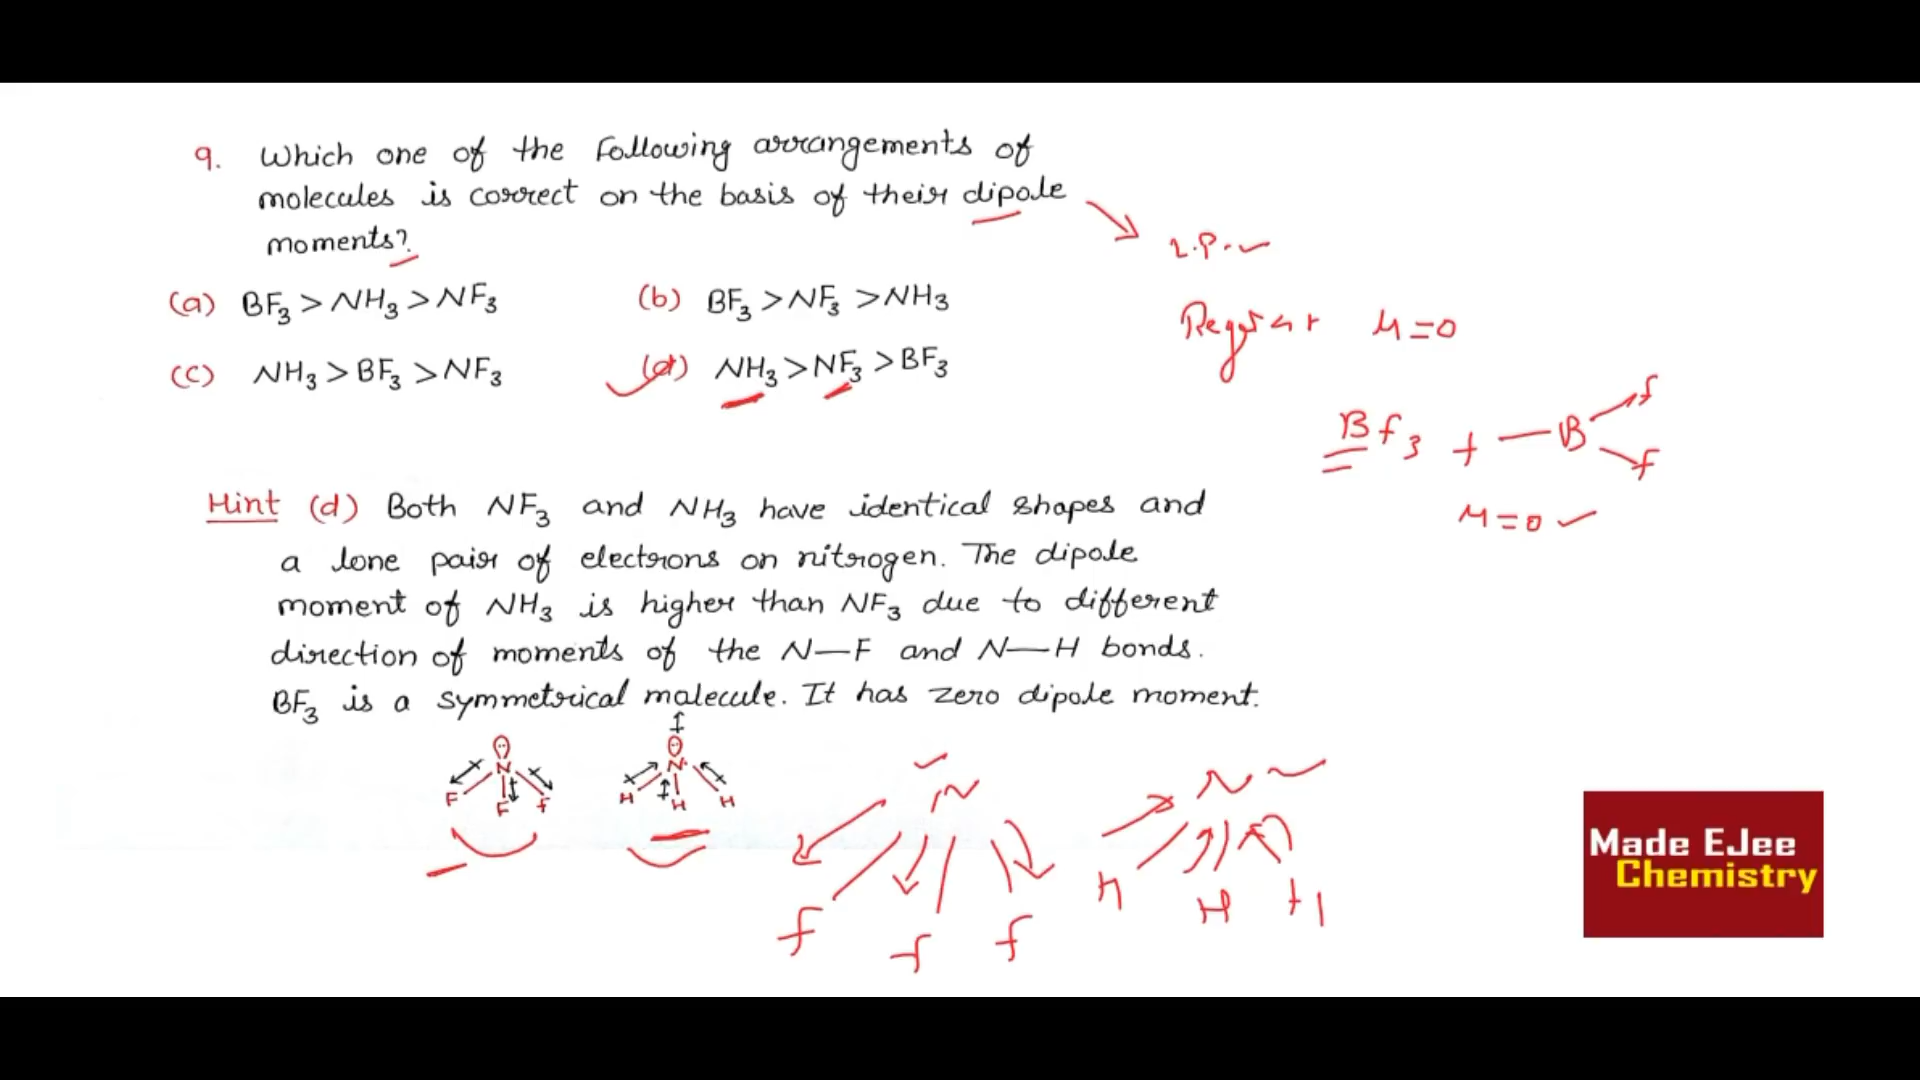 9. Which one of the following arrangements of
molecules is correct on the basis of their dipole
moments?
(a) BF₃ > NH₃ > NF₃ (b) BF₃ > NF₃ > NH₃
(c) NH₃ > BF₃ > NF₃ (d) NH₃ > NF₃ > BF₃
L.P.
μ = 0
BF₃ F — B F F
μ = 0
Hint (d) Both NF₃ and NH₃ have identical shapes and
a lone pair of electrons on nitrogen. The dipole
moment of NH₃ is higher than NF₃ due to different
direction of moments of the N—F and N—H bonds.
BF₃ is a symmetrical malecule. It has zero dipole moment.
N F F F
N H H H
N F F F
N H H H
Made EJee
Chemistry